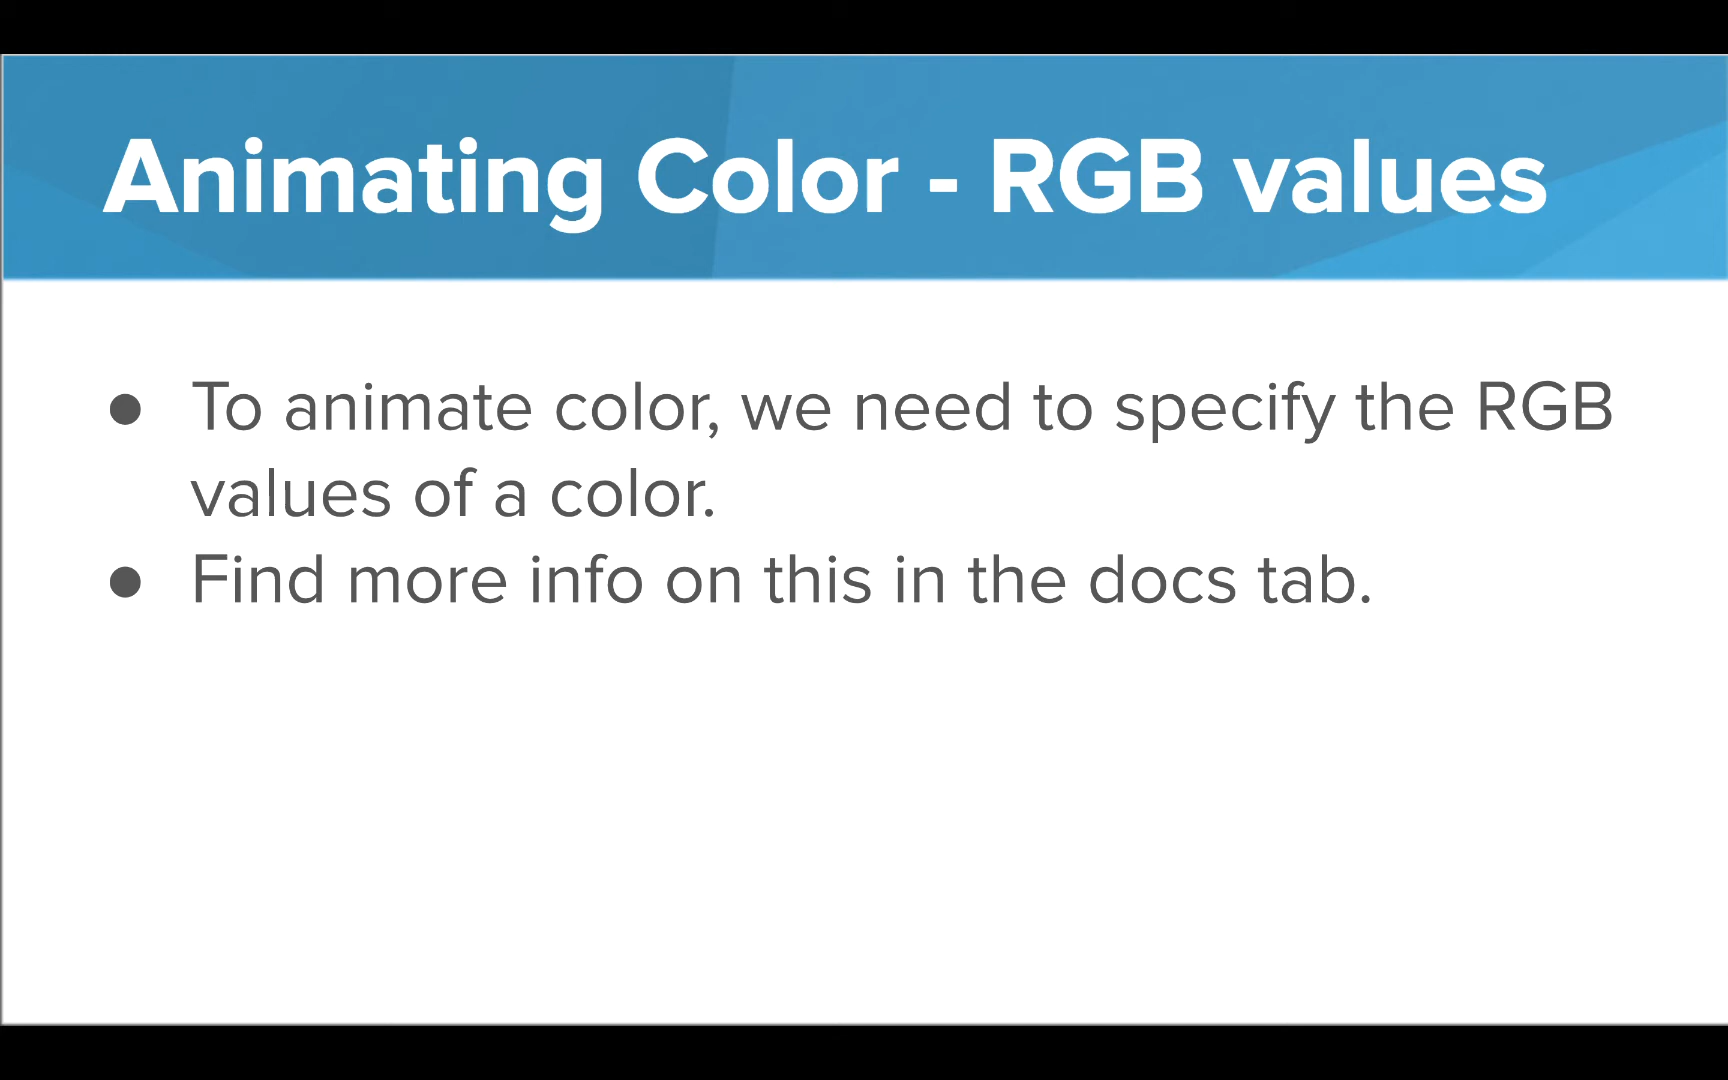 Animating Color - RGB values
● To animate color, we need to specify the RGB
values of a color.
● Find more info on this in the docs tab.